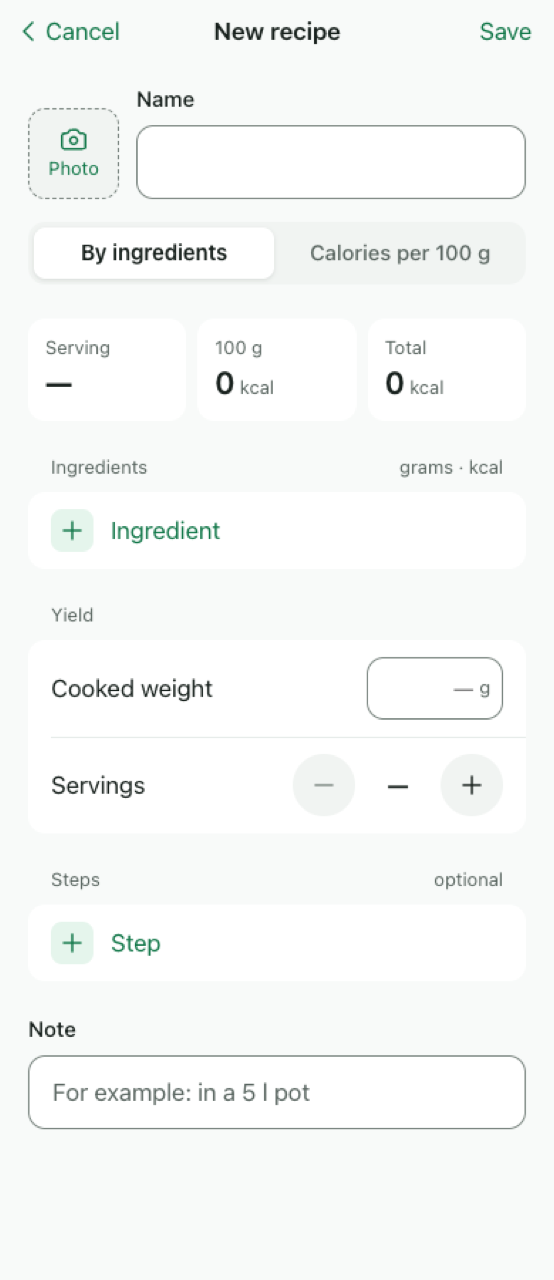 Cancel
New recipe
Save
Name
Photo
By ingredients
Calories per 100 g
Serving
100 g
Total
—
0 kcal
0 kcal
Ingredients
grams · kcal
+ Ingredient
Yield
Cooked weight
— g
Servings
− — +
Steps
optional
+ Step
Note
For example: in a 5 l pot